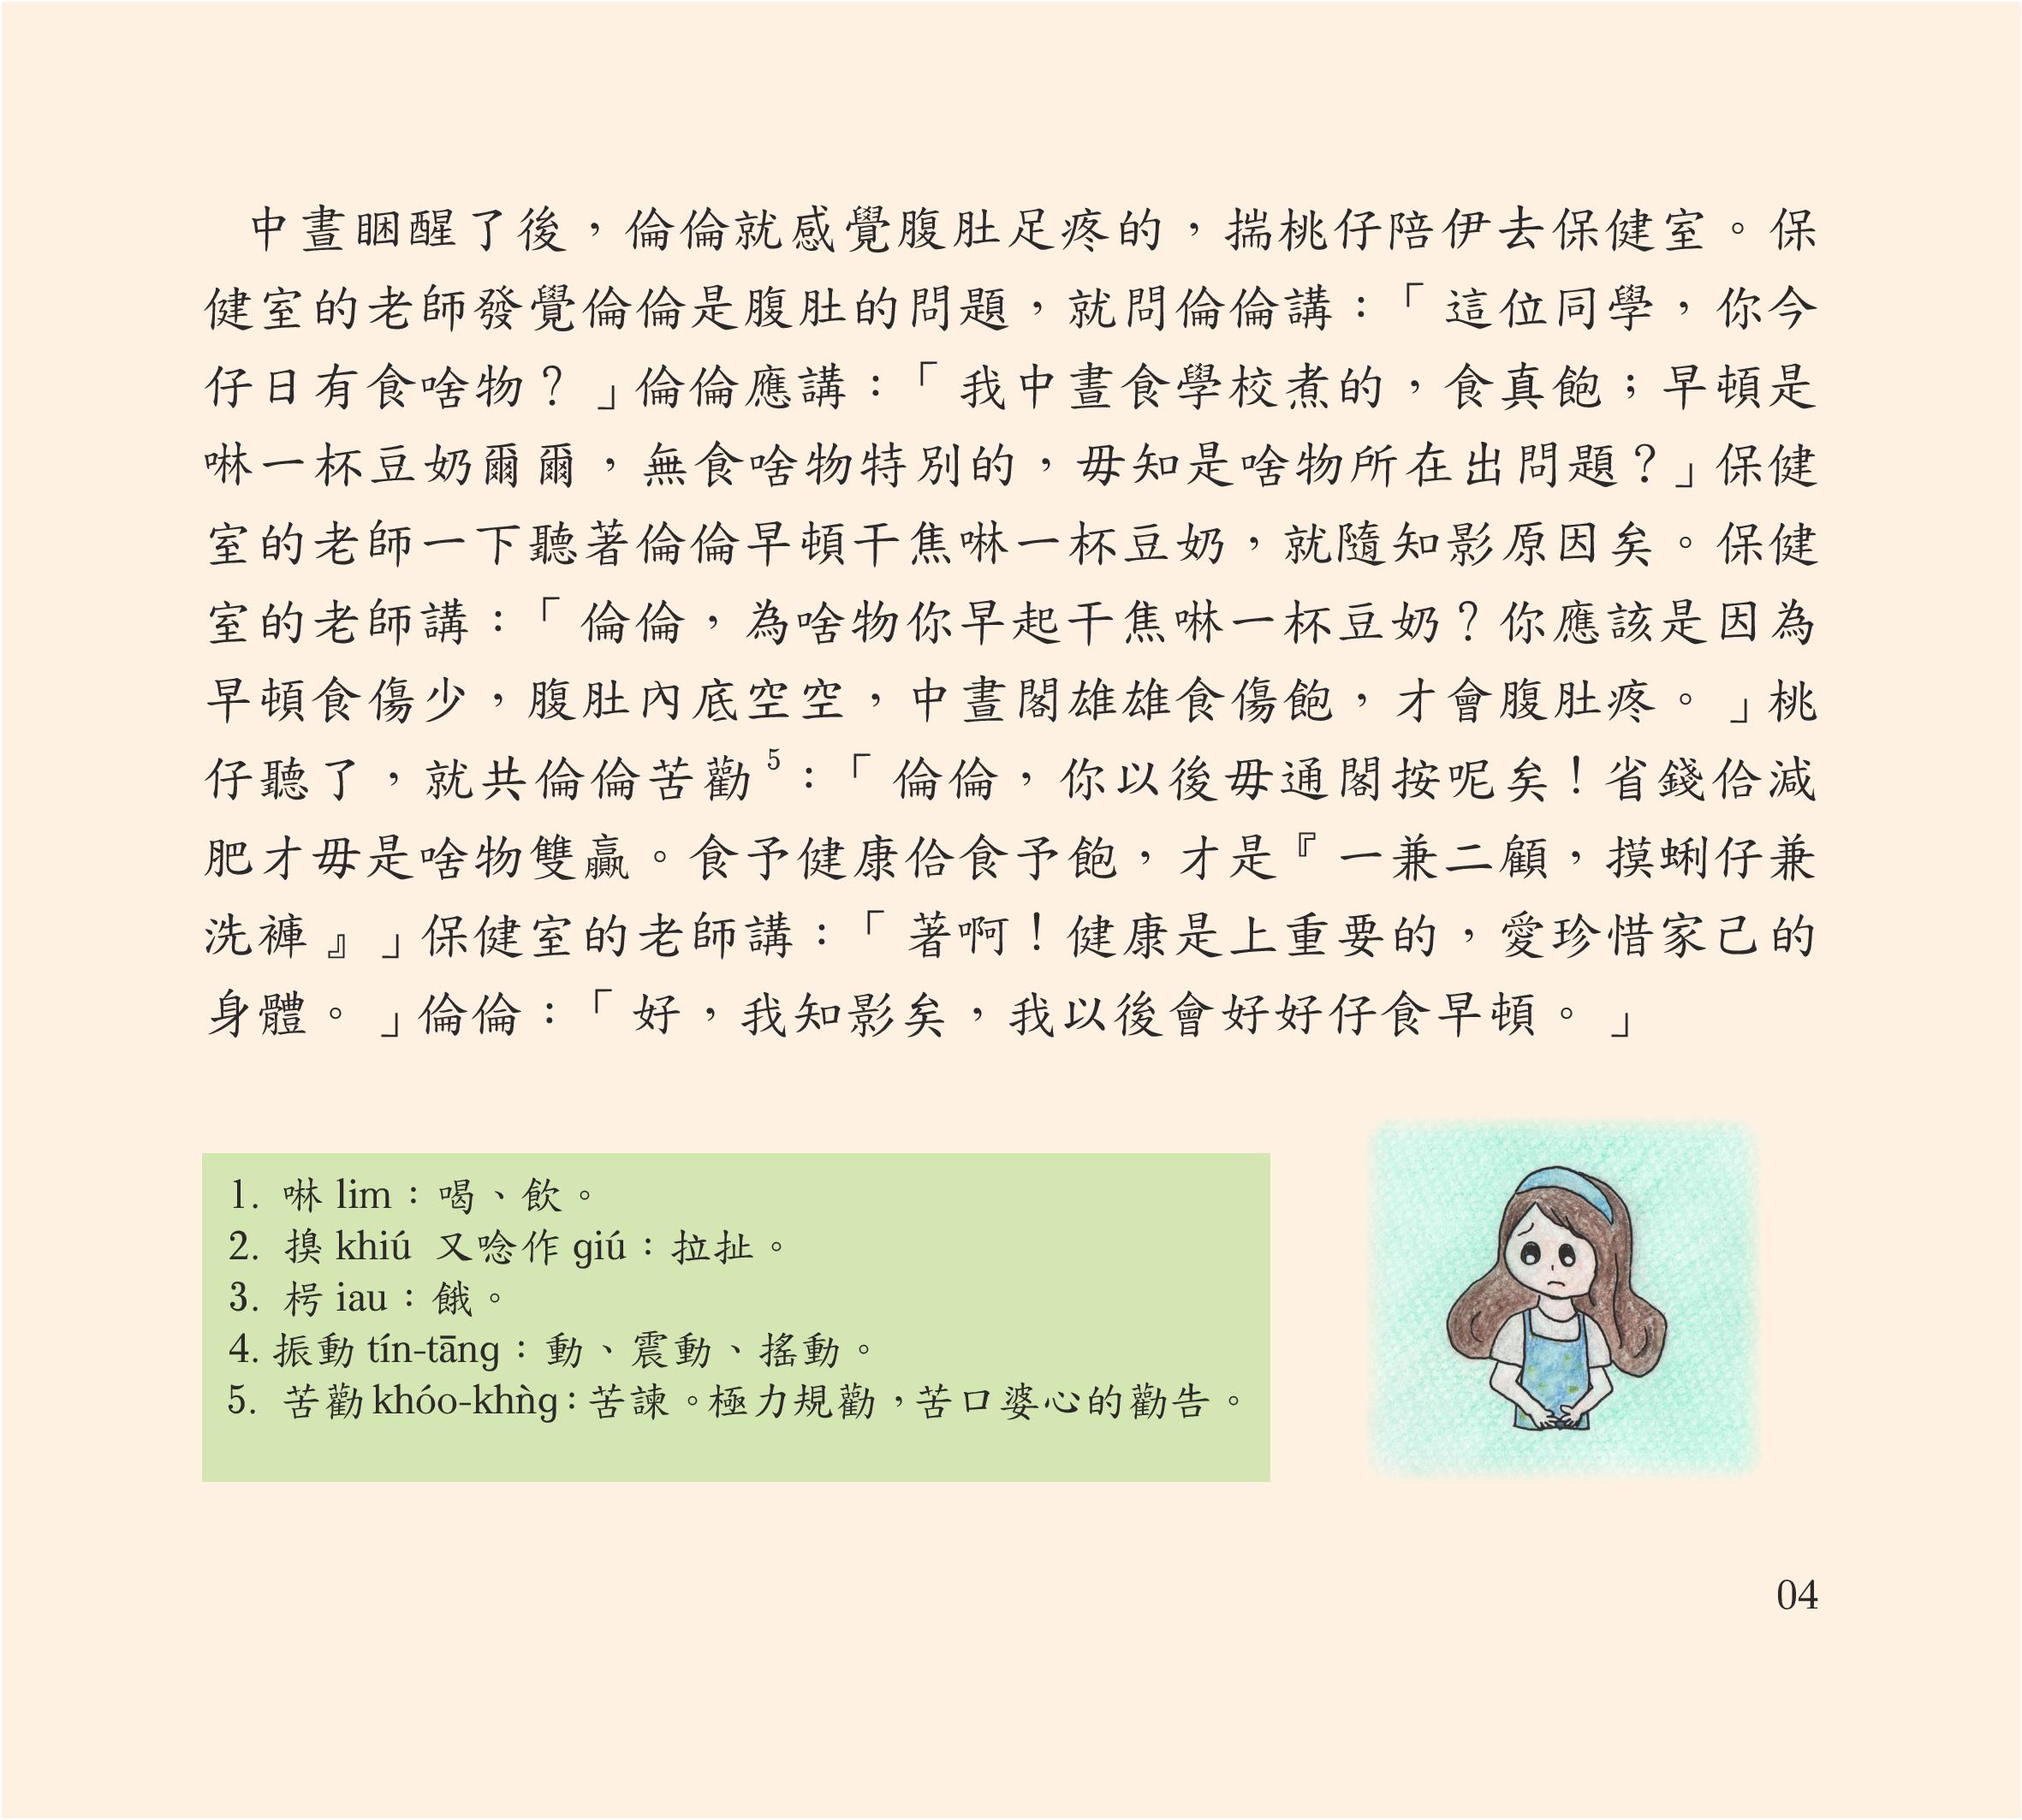 中晝睏醒了後，倫倫就感覺腹肚足疼的，揣桃仔陪伊去保健室。保
健室的老師發覺倫倫是腹肚的問題，就問倫倫講：「這位同學，你今
仔日有食啥物？」倫倫應講：「我中晝食學校煮的，食真飽；早頓是
啉一杯豆奶爾爾，無食啥物特別的，毋知是啥物所在出問題？」保健
室的老師一下聽著倫倫早頓干焦啉一杯豆奶，就隨知影原因矣。保健
室的老師講：「倫倫，為啥物你早起干焦啉一杯豆奶？你應該是因為
早頓食傷少，腹肚內底空空，中晝閣雄雄食傷飽，才會腹肚疼。」桃
仔聽了，就共倫倫苦勸5：「倫倫，你以後毋通閣按呢矣！省錢佮減
肥才毋是啥物雙贏。食予健康佮食予飽，才是『一兼二顧，摸蜊仔兼
洗褲』」保健室的老師講：「著啊！健康是上重要的，愛珍惜家己的
身體。」倫倫：「好，我知影矣，我以後會好好仔食早頓。」
1. 啉 lim：喝、飲。
2. 搝 khiú 又唸作 giú：拉扯。
3. 枵 iau：餓。
4. 振動 tín-tāng：動、震動、搖動。
5. 苦勸 khóo-khǹg：苦諫。極力規勸，苦口婆心的勸告。
04